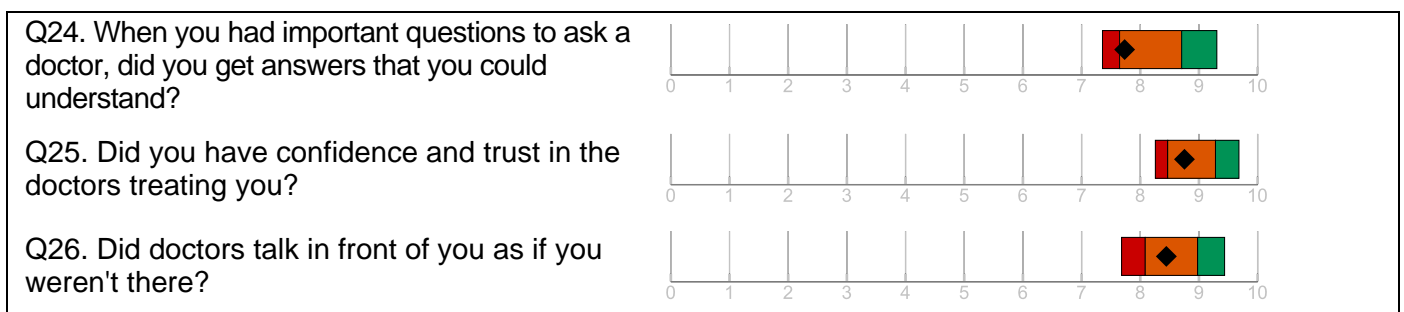 Q24. When you had important questions to ask a
doctor, did you get answers that you could
understand?
0 1 2 3 4 5 6 7 8 9 10
Q25. Did you have confidence and trust in the
doctors treating you?
0 1 2 3 4 5 6 7 8 9 10
Q26. Did doctors talk in front of you as if you
weren't there?
0 1 2 3 4 5 6 7 8 9 10